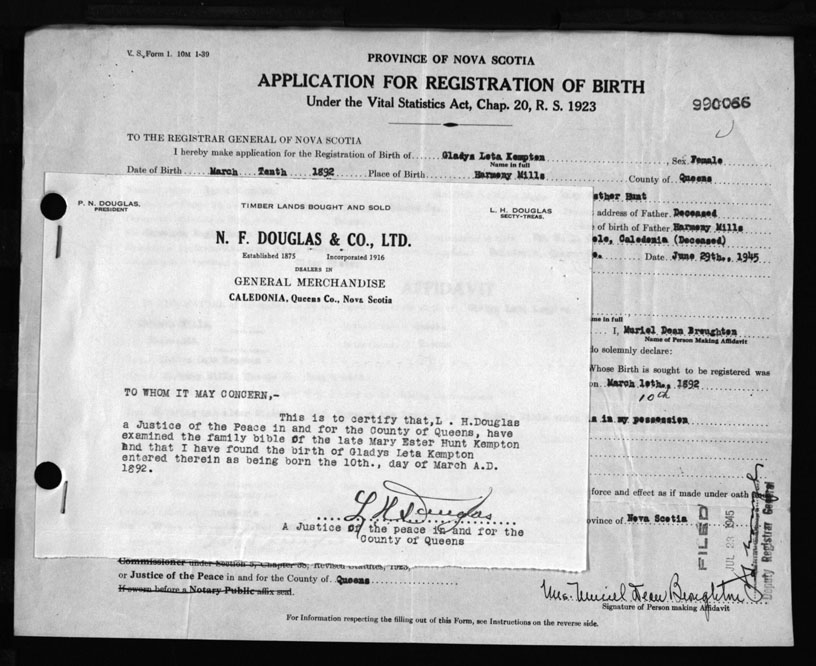 V. S. Form 1. 10M 1-39
PROVINCE OF NOVA SCOTIA
APPLICATION FOR REGISTRATION OF BIRTH
Under the Vital Statistics Act, Chap. 20, R. S. 1923
990066
TO THE REGISTRAR GENERAL OF NOVA SCOTIA
I hereby make application for the Registration of Birth of Gladys Leta Kempton, Sex Female
Name in full
Date of Birth March Tenth 1892 Place of Birth Harmony Mills County of Queens
sther Hunt
address of Father Deceased
e of birth of Father Harmony Mills
ole, Caledonia (Deceased)
Date June 29th., 1945
me in full
I, Muriel Dean Broughton
Name of Person Making Affidavit
do solemnly declare:
Whose Birth is sought to be registered was
on March 10th., 1892
10th
is in my possession
force and effect as if made under oath
ovince of Nova Scotia
FILED
JUL 23 1945
Deputy Registrar General
P. N. DOUGLAS,
PRESIDENT
TIMBER LANDS BOUGHT AND SOLD
L. H. DOUGLAS
SECTY-TREAS.
N. F. DOUGLAS & CO., LTD.
Established 1875 Incorporated 1916
DEALERS IN
GENERAL MERCHANDISE
CALEDONIA, Queens Co., Nova Scotia
TO WHOM IT MAY CONCERN,-
This is to certify that,L . H.Douglas
a Justice of the Peace in and for the County of Queens, have
examined the family bible of the late Mary Ester Hunt Kempton
and that I have found the birth of Gladys Leta Kempton
entered therein as being born the 10th., day of March A.D.
1892.
L H Douglas
A Justice of the peace in and for the
County of Queens
Commissioner under Section 3, Chapter 38, Revised Statutes, 1923,
or Justice of the Peace in and for the County of Queens
If sworn before a Notary Public affix seal.
Mrs. Muriel Dean Broughton
Signature of Person making Affidavit
For Information respecting the filling out of this Form, see Instructions on the reverse side.